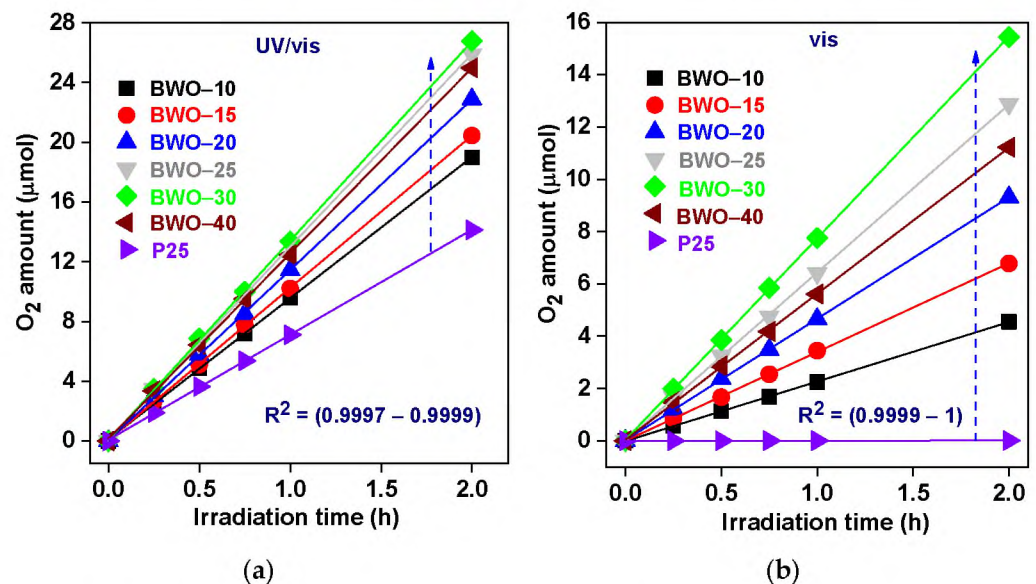 UV/vis
BWO–10
BWO–15
BWO–20
BWO–25
BWO–30
BWO–40
P25
R² = (0.9997 – 0.9999)
28
24
20
16
12
8
4
0
O₂ amount (μmol)
0.0 0.5 1.0 1.5 2.0
Irradiation time (h)
(a)
vis
BWO–10
BWO–15
BWO–20
BWO–25
BWO–30
BWO–40
P25
R² = (0.9999 – 1)
16
14
12
10
8
6
4
2
0
O₂ amount (μmol)
0.0 0.5 1.0 1.5 2.0
Irradiation time (h)
(b)